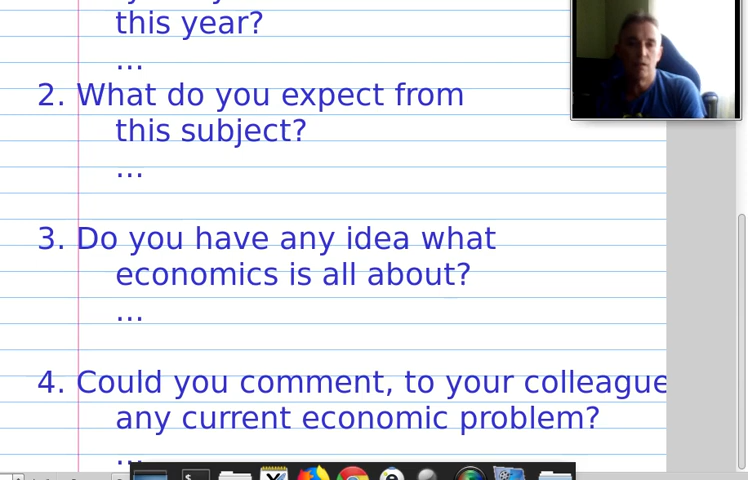 this year?
...
2. What do you expect from
this subject?
...
3. Do you have any idea what
economics is all about?
...
4. Could you comment, to your colleague
any current economic problem?
...